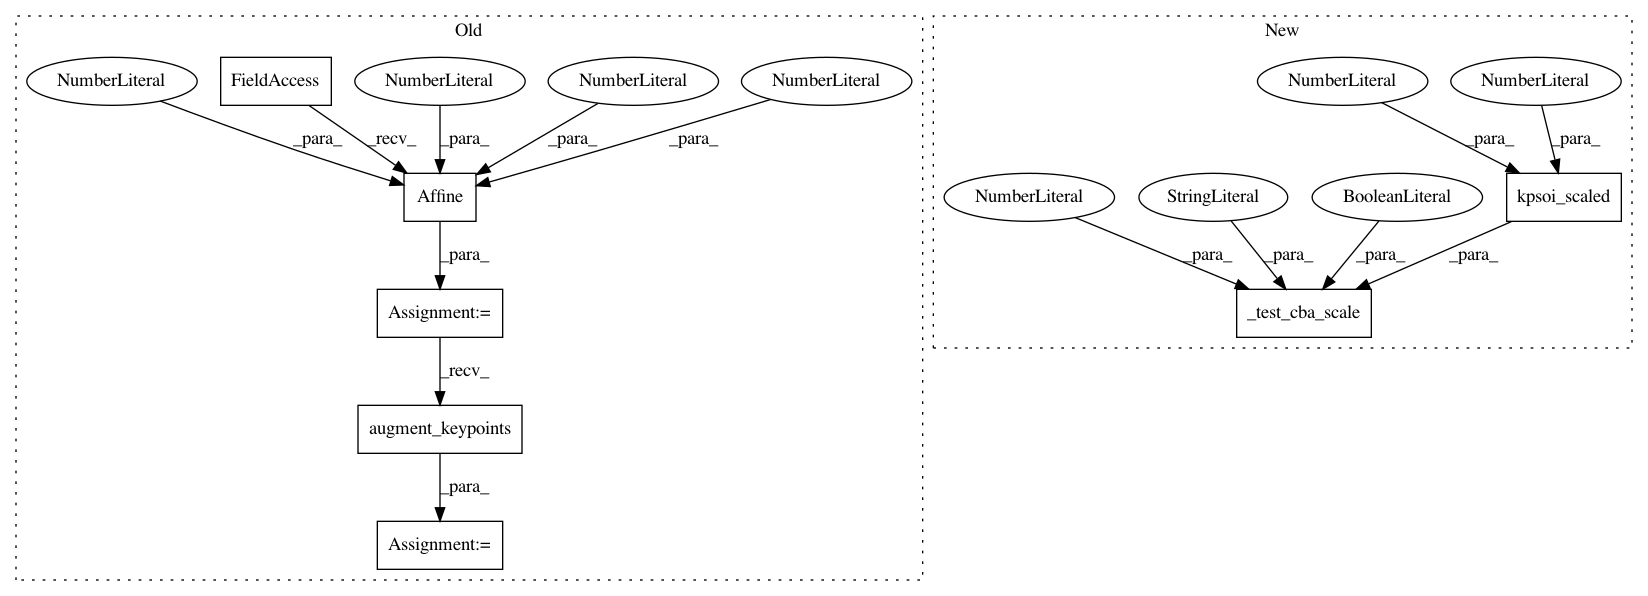 Old
New
NumberLiteral
FieldAccess
NumberLiteral
NumberLiteral
NumberLiteral
NumberLiteral
NumberLiteral
_para_
_recv_
_para_
_para_
_para_
_para_
_para_
Affine
NumberLiteral
StringLiteral
BooleanLiteral
kpsoi_scaled
_para_
_para_
_para_
_para_
_para_
Assignment:=
_test_cba_scale
_recv_
augment_keypoints
_para_
Assignment:=